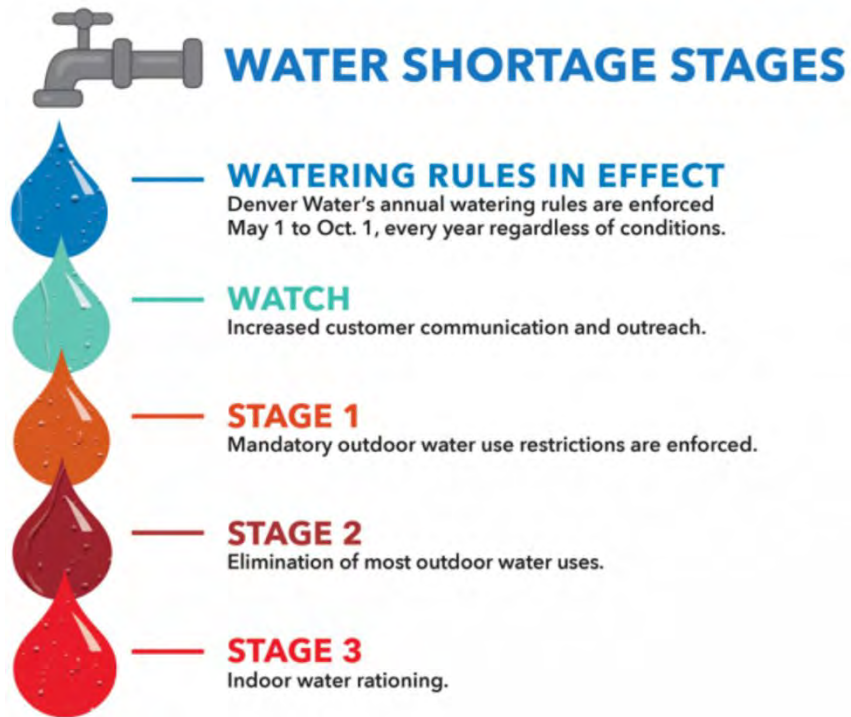 WATER SHORTAGE STAGES
WATERING RULES IN EFFECT
Denver Water's annual watering rules are enforced
May 1 to Oct. 1, every year regardless of conditions.
WATCH
Increased customer communication and outreach.
STAGE 1
Mandatory outdoor water use restrictions are enforced.
STAGE 2
Elimination of most outdoor water uses.
STAGE 3
Indoor water rationing.